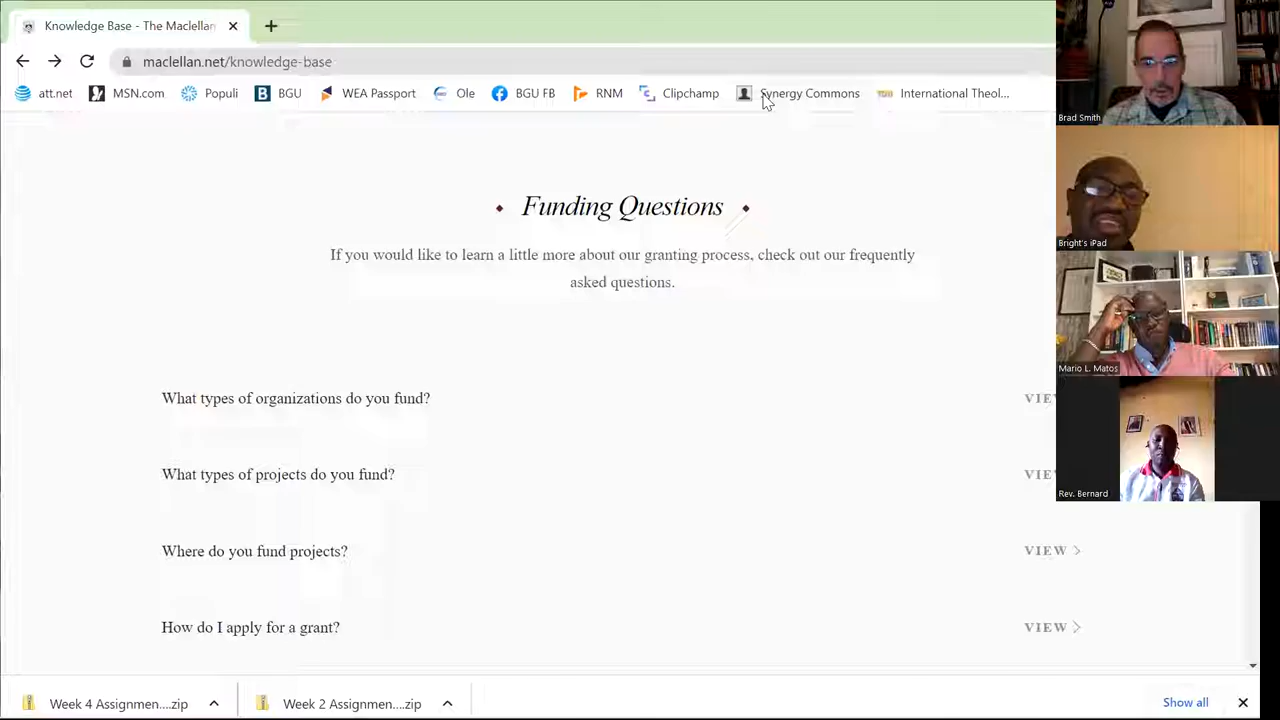 Knowledge Base - The Maclellan
maclellan.net/knowledge-base
att.net MSN.com Populi BGU WEA Passport Ole BGU FB RNM Clipchamp Synergy Commons International Theol...
Funding Questions
If you would like to learn a little more about our granting process, check out our frequently
asked questions.
What types of organizations do you fund?
VIEW
What types of projects do you fund?
VIEW
Where do you fund projects?
VIEW >
How do I apply for a grant?
VIEW >
Week 4 Assignmen....zip
Week 2 Assignmen....zip
Show all
Brad Smith
Bright's iPad
Mario L. Matos
Rev. Bernard